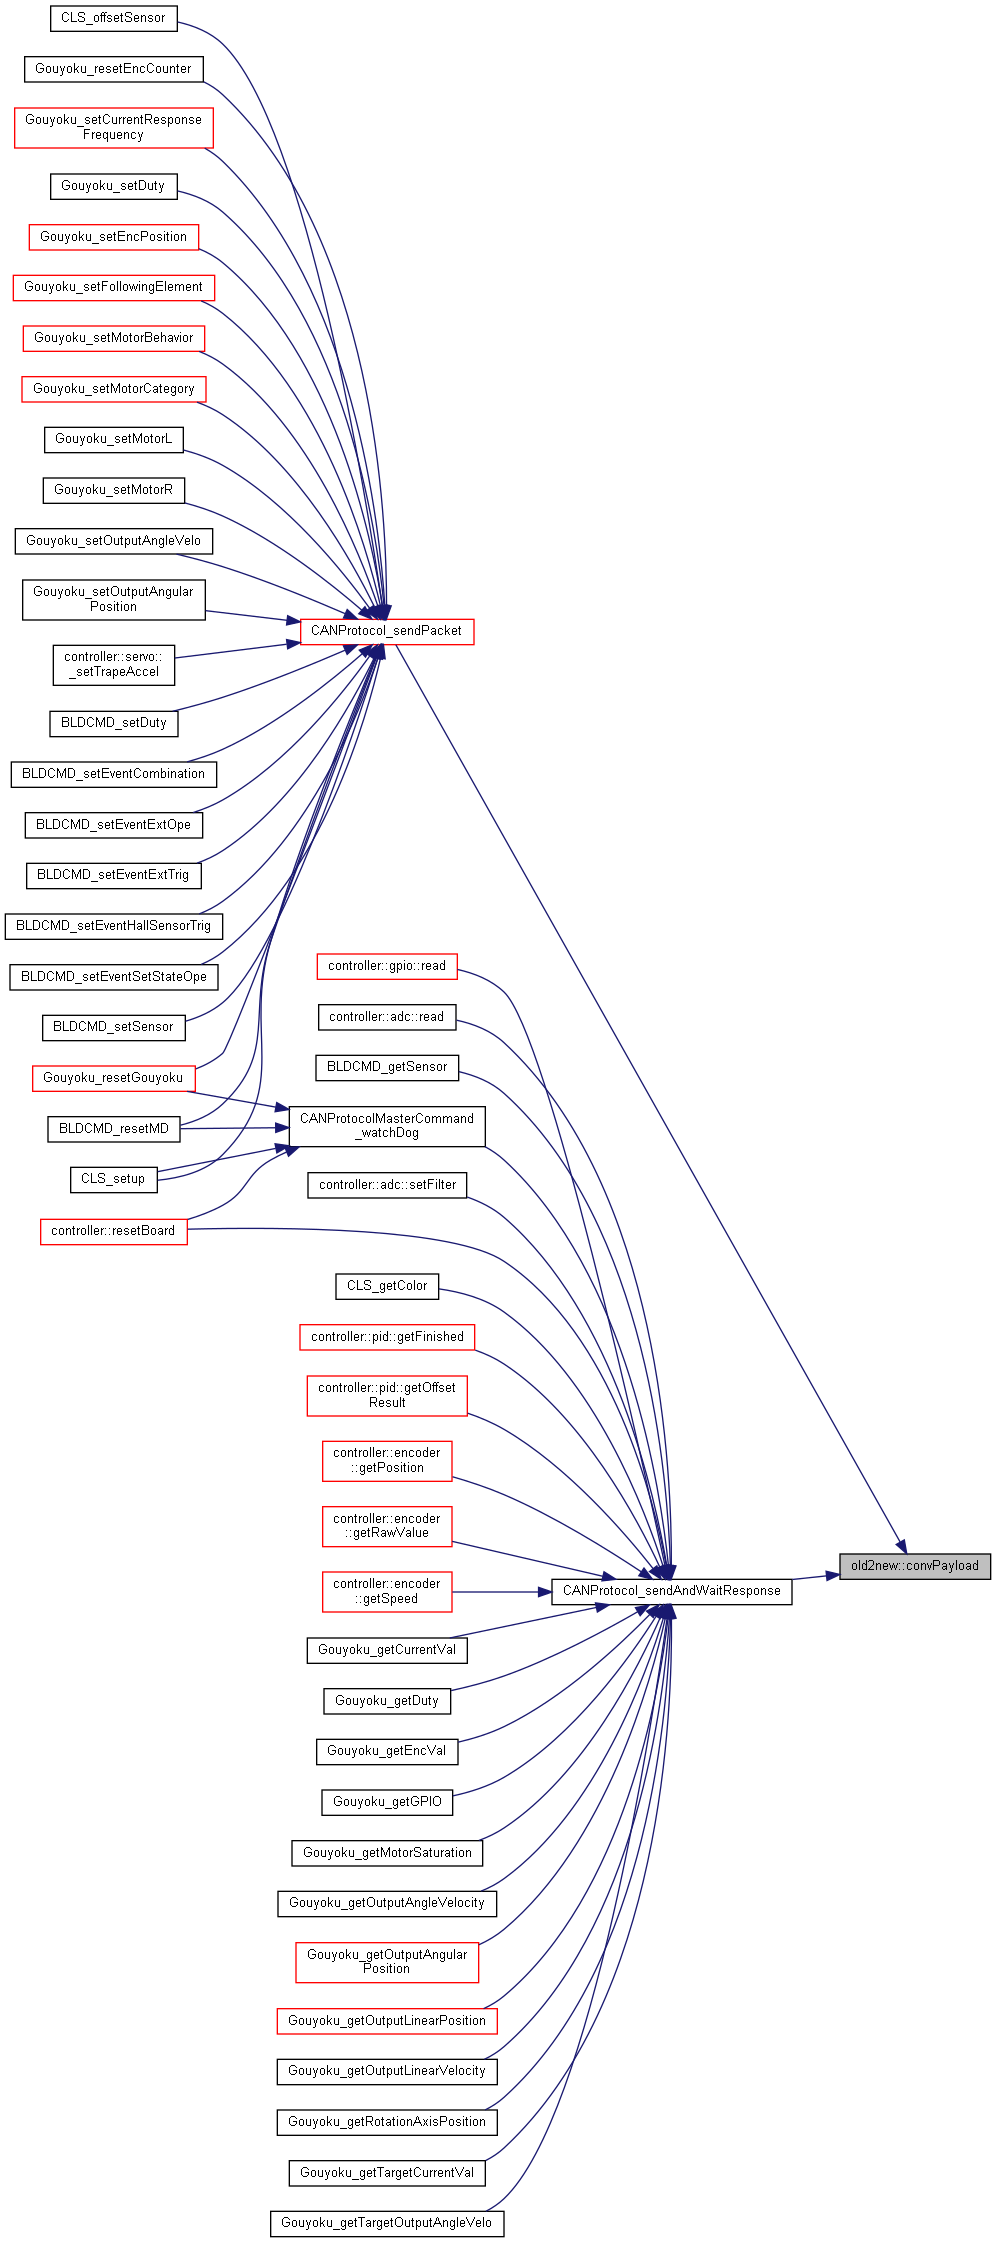 CLS_offsetSensor
Gouyoku_resetEncCounter
Gouyoku_setCurrentResponse
Frequency
Gouyoku_setDuty
Gouyoku_setEncPosition
Gouyoku_setFollowingElement
Gouyoku_setMotorBehavior
Gouyoku_setMotorCategory
Gouyoku_setMotorL
Gouyoku_setMotorR
Gouyoku_setOutputAngleVelo
Gouyoku_setOutputAngular
Position
CANProtocol_sendPacket
controller::servo::
_setTrapeAccel
BLDCMD_setDuty
BLDCMD_setEventCombination
BLDCMD_setEventExtOpe
BLDCMD_setEventExtTrig
BLDCMD_setEventHallSensorTrig
BLDCMD_setEventSetStateOpe
BLDCMD_setSensor
Gouyoku_resetGouyoku
BLDCMD_resetMD
CLS_setup
controller::resetBoard
controller::gpio::read
controller::adc::read
BLDCMD_getSensor
CANProtocolMasterCommand
_watchDog
controller::adc::setFilter
CLS_getColor
controller::pid::getFinished
controller::pid::getOffset
Result
controller::encoder
::getPosition
controller::encoder
::getRawValue
controller::encoder
::getSpeed
Gouyoku_getCurrentVal
Gouyoku_getDuty
Gouyoku_getEncVal
Gouyoku_getGPIO
Gouyoku_getMotorSaturation
Gouyoku_getOutputAngleVelocity
Gouyoku_getOutputAngular
Position
Gouyoku_getOutputLinearPosition
Gouyoku_getOutputLinearVelocity
Gouyoku_getRotationAxisPosition
Gouyoku_getTargetCurrentVal
Gouyoku_getTargetOutputAngleVelo
CANProtocol_sendAndWaitResponse
old2new::convPayload